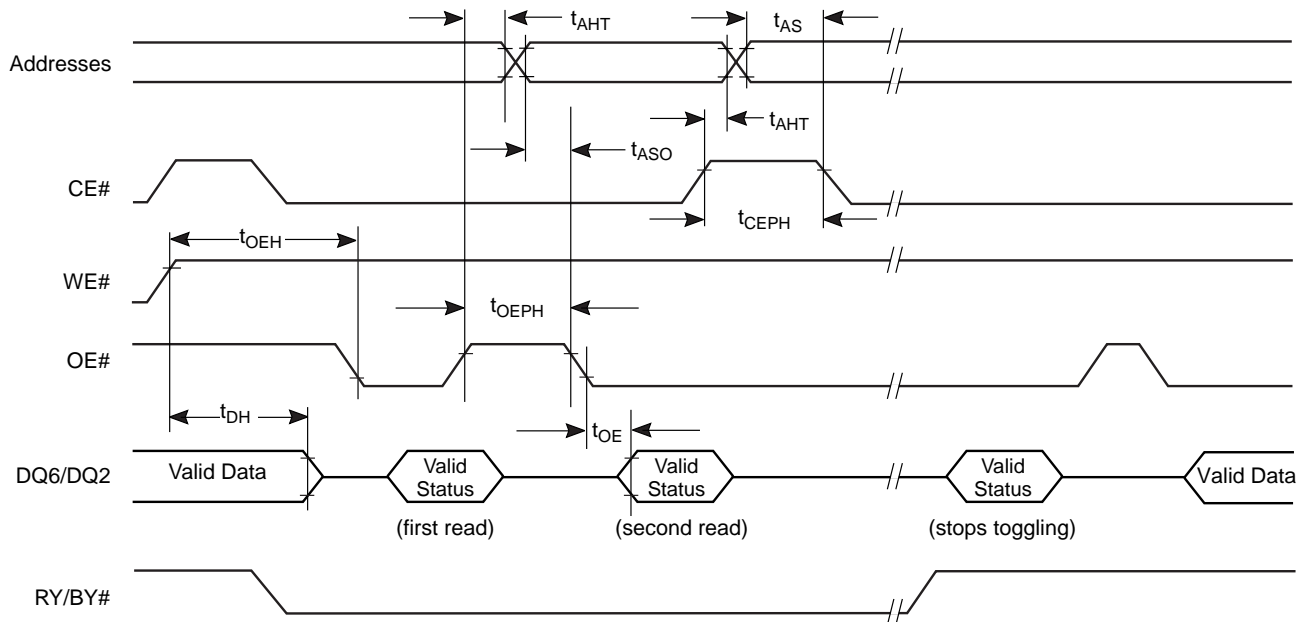 tAHT
tAS
Addresses
tAHT
tASO
CE#
tCEPH
tOEH
WE#
tOEPH
OE#
tDH
tOE
DQ6/DQ2
Valid Data
Valid
Status
Valid
Status
Valid
Status
Valid Data
(first read)
(second read)
(stops toggling)
RY/BY#